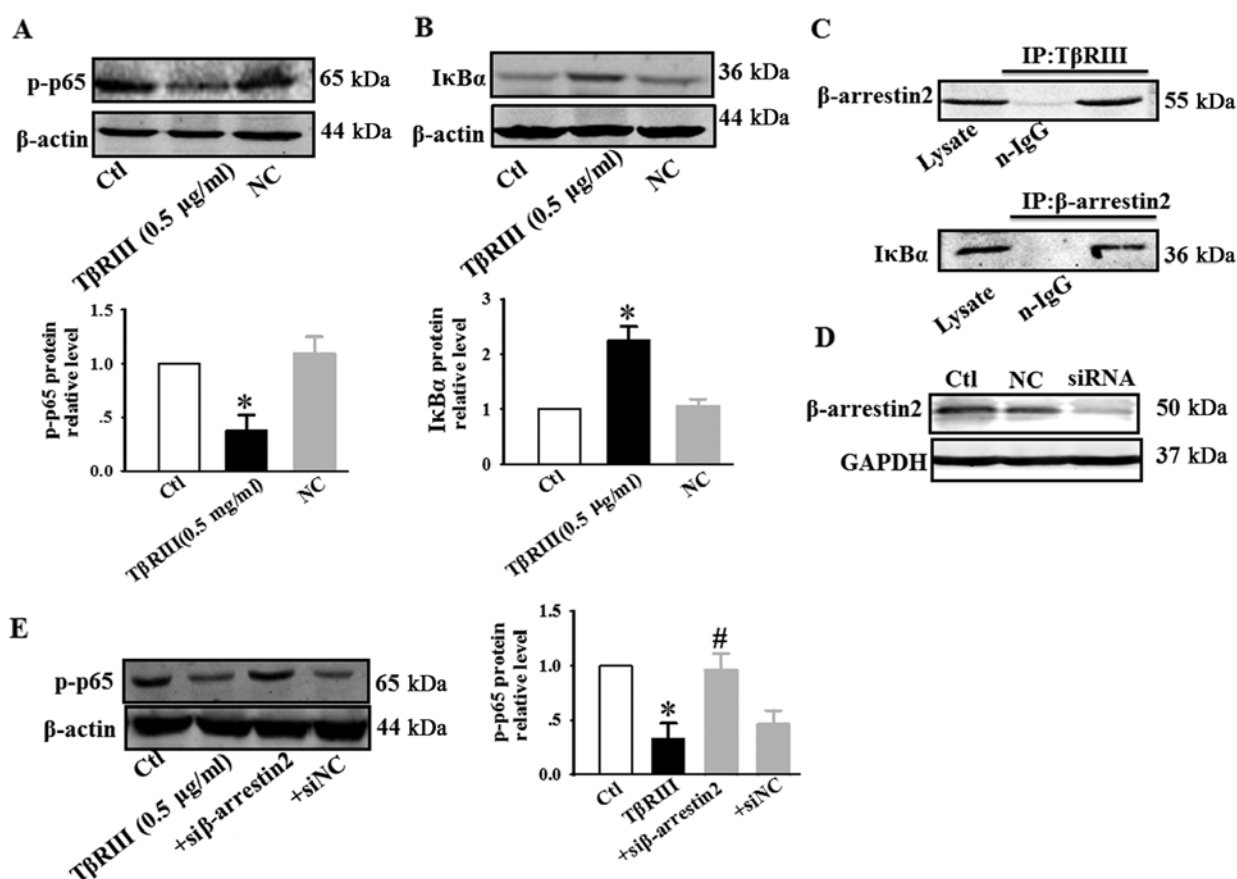 A
p-p65
65 kDa
β-actin
44 kDa
Ctl
TβRIII (0.5 μg/ml)
NC
p-p65 protein
relative level
1.5
1.0
.5
0.0
*
Ctl
TβRIII(0.5 mg/ml)
NC
B
IκBα
36 kDa
β-actin
44 kDa
Ctl
TβRIII (0.5 μg/ml)
NC
IκBα protein
relative level
3
2
1
0
*
Ctl
TβRIII(0.5 μg/ml)
NC
C
IP:TβRIII
β-arrestin2
55 kDa
Lysate
n-IgG
IP:β-arrestin2
IκBα
36 kDa
Lysate
n-IgG
D
Ctl NC siRNA
β-arrestin2
50 kDa
GAPDH
37 kDa
E
p-p65
65 kDa
β-actin
44 kDa
Ctl
TβRIII (0.5 μg/ml)
+siβ-arrestin2
+siNC
p-p65 protein
relative level
1.5
1.0
.5
0.0
*
#
Ctl
TβRIII
+siβ-arrestin2
+siNC